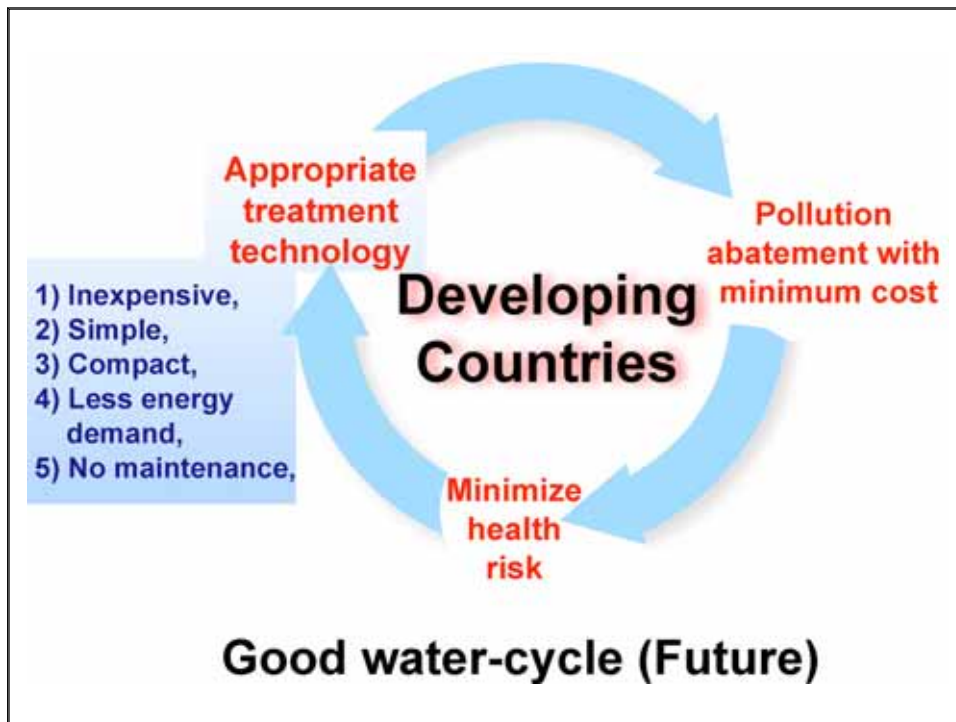 Appropriate
treatment
technology
Pollution
abatement with
minimum cost
Developing
Countries
1) Inexpensive,
2) Simple,
3) Compact,
4) Less energy
demand,
5) No maintenance,
Minimize
health
risk
Good water-cycle (Future)